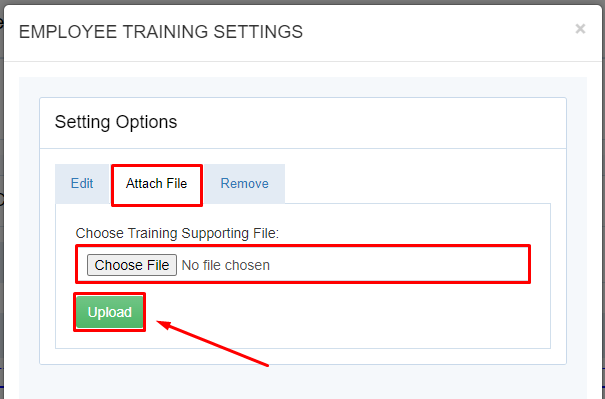 EMPLOYEE TRAINING SETTINGS ×
Setting Options
Edit Attach File Remove
Choose Training Supporting File:
Choose File No file chosen
Upload